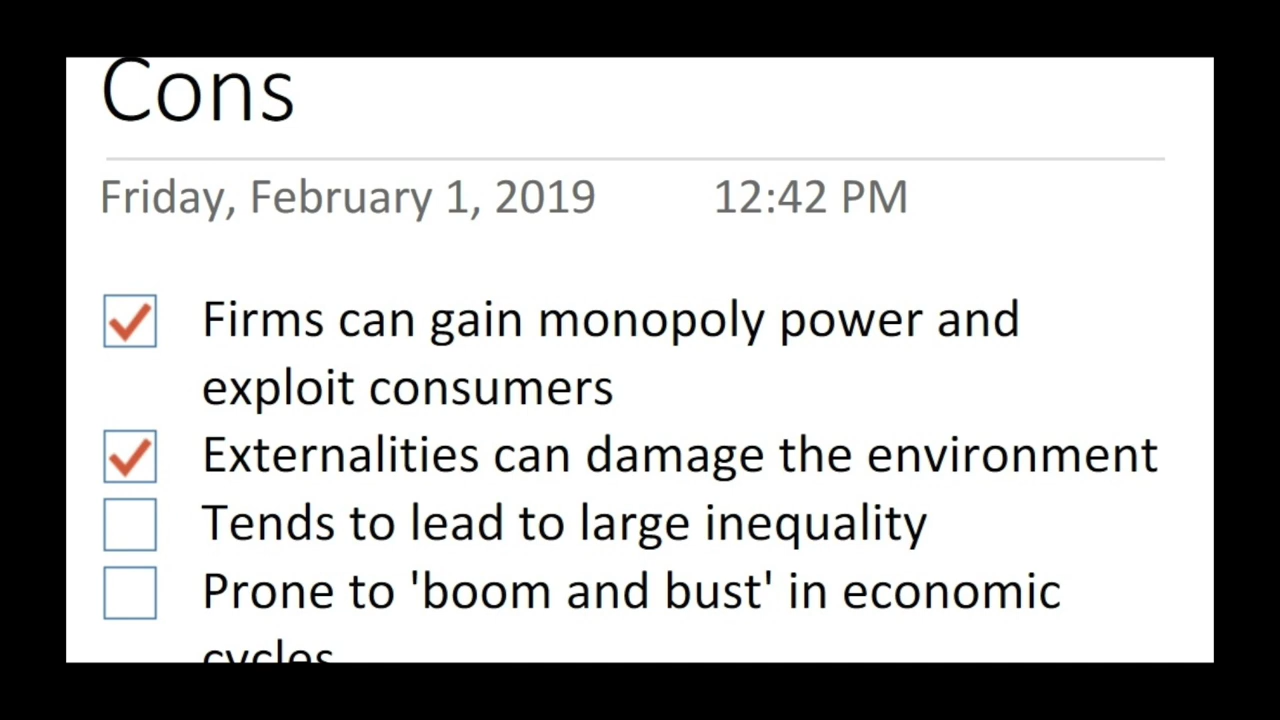 Cons
Friday, February 1, 2019 12:42 PM
Firms can gain monopoly power and
exploit consumers
Externalities can damage the environment
Tends to lead to large inequality
Prone to 'boom and bust' in economic
cycles